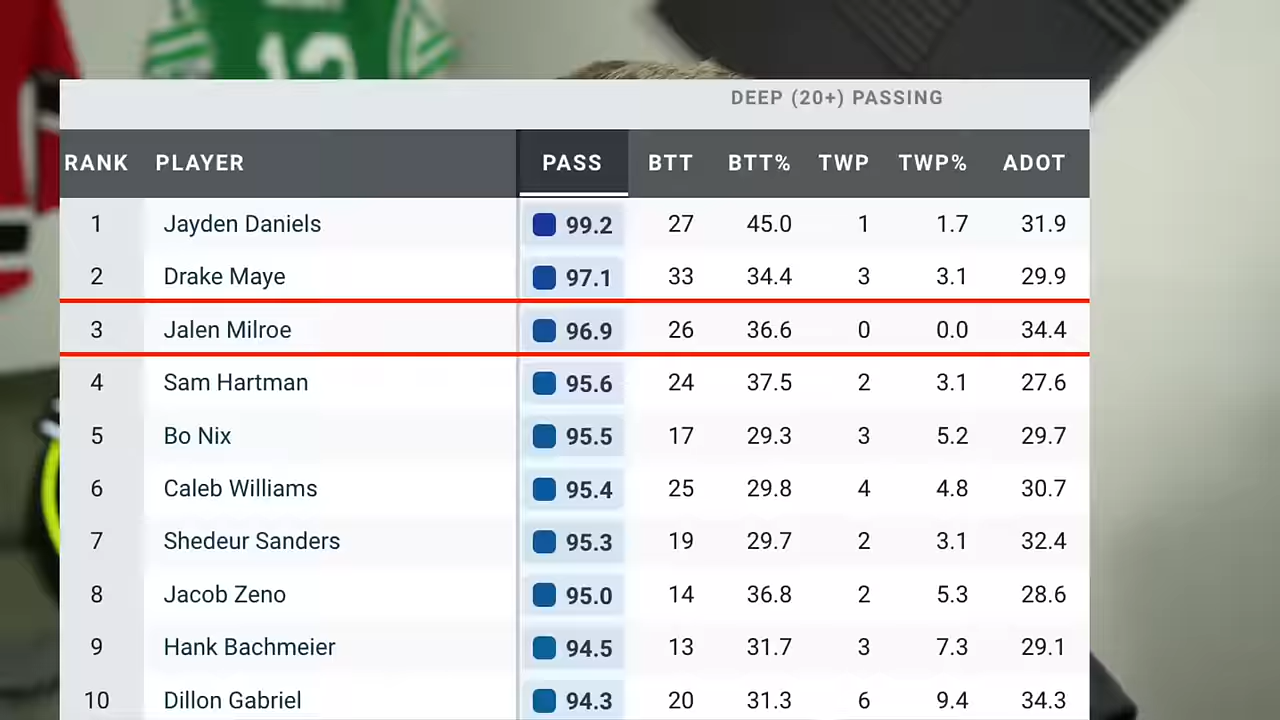 12
DEEP (20+) PASSING
RANK PLAYER PASS BTT BTT% TWP TWP% ADOT
1 Jayden Daniels 99.2 27 45.0 1 1.7 31.9
2 Drake Maye 97.1 33 34.4 3 3.1 29.9
3 Jalen Milroe 96.9 26 36.6 0 0.0 34.4
4 Sam Hartman 95.6 24 37.5 2 3.1 27.6
5 Bo Nix 95.5 17 29.3 3 5.2 29.7
6 Caleb Williams 95.4 25 29.8 4 4.8 30.7
7 Shedeur Sanders 95.3 19 29.7 2 3.1 32.4
8 Jacob Zeno 95.0 14 36.8 2 5.3 28.6
9 Hank Bachmeier 94.5 13 31.7 3 7.3 29.1
10 Dillon Gabriel 94.3 20 31.3 6 9.4 34.3